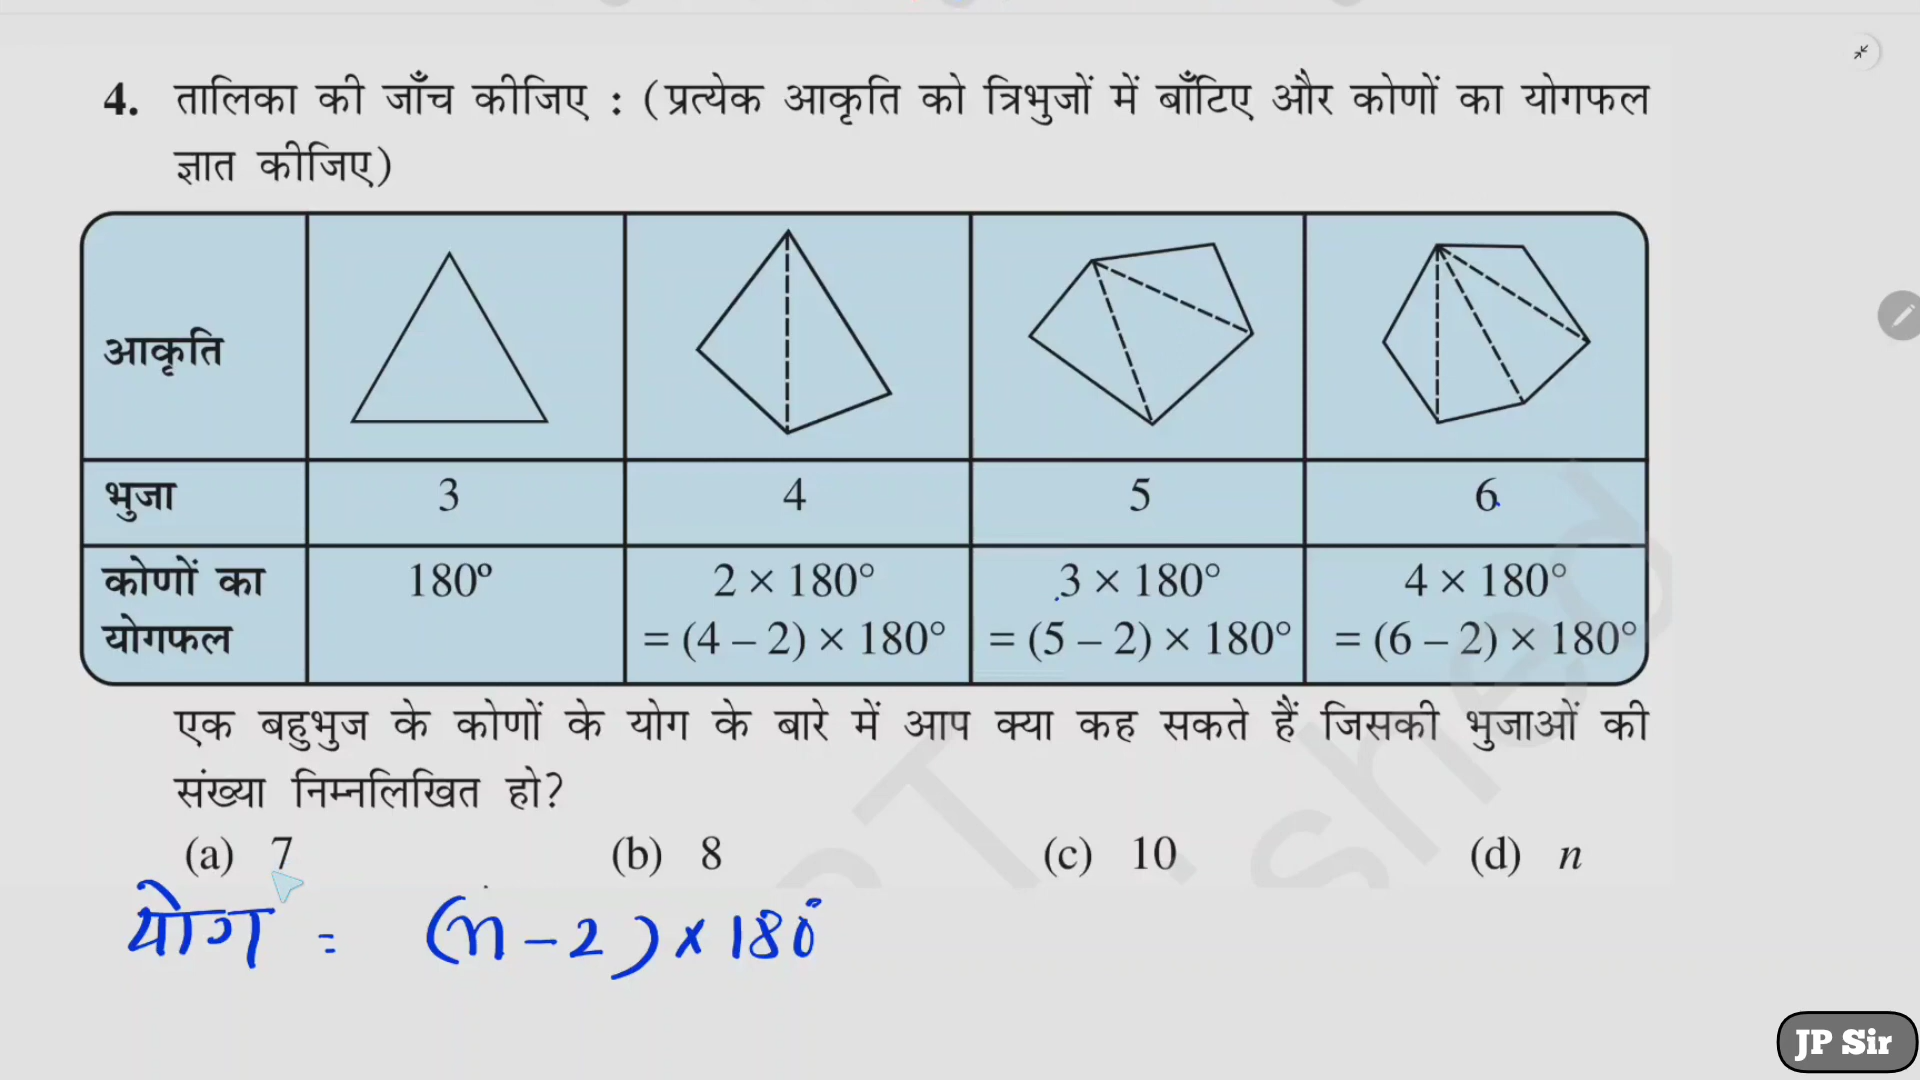 4. तालिका की जाँच कीजिए : (प्रत्येक आकृति को त्रिभुजों में बाँटिए और कोणों का योगफल
ज्ञात कीजिए)
आकृति
भुजा 3 4 5 6
कोणों का 180° 2 × 180° 3 × 180° 4 × 180°
योगफल = (4 – 2) × 180° = (5 – 2) × 180° = (6 – 2) × 180°
एक बहुभुज के कोणों के योग के बारे में आप क्या कह सकते हैं जिसकी भुजाओं की
संख्या निम्नलिखित हो?
(a) 7 (b) 8 (c) 10 (d) n
योग = (n - 2) × 180°
JP Sir